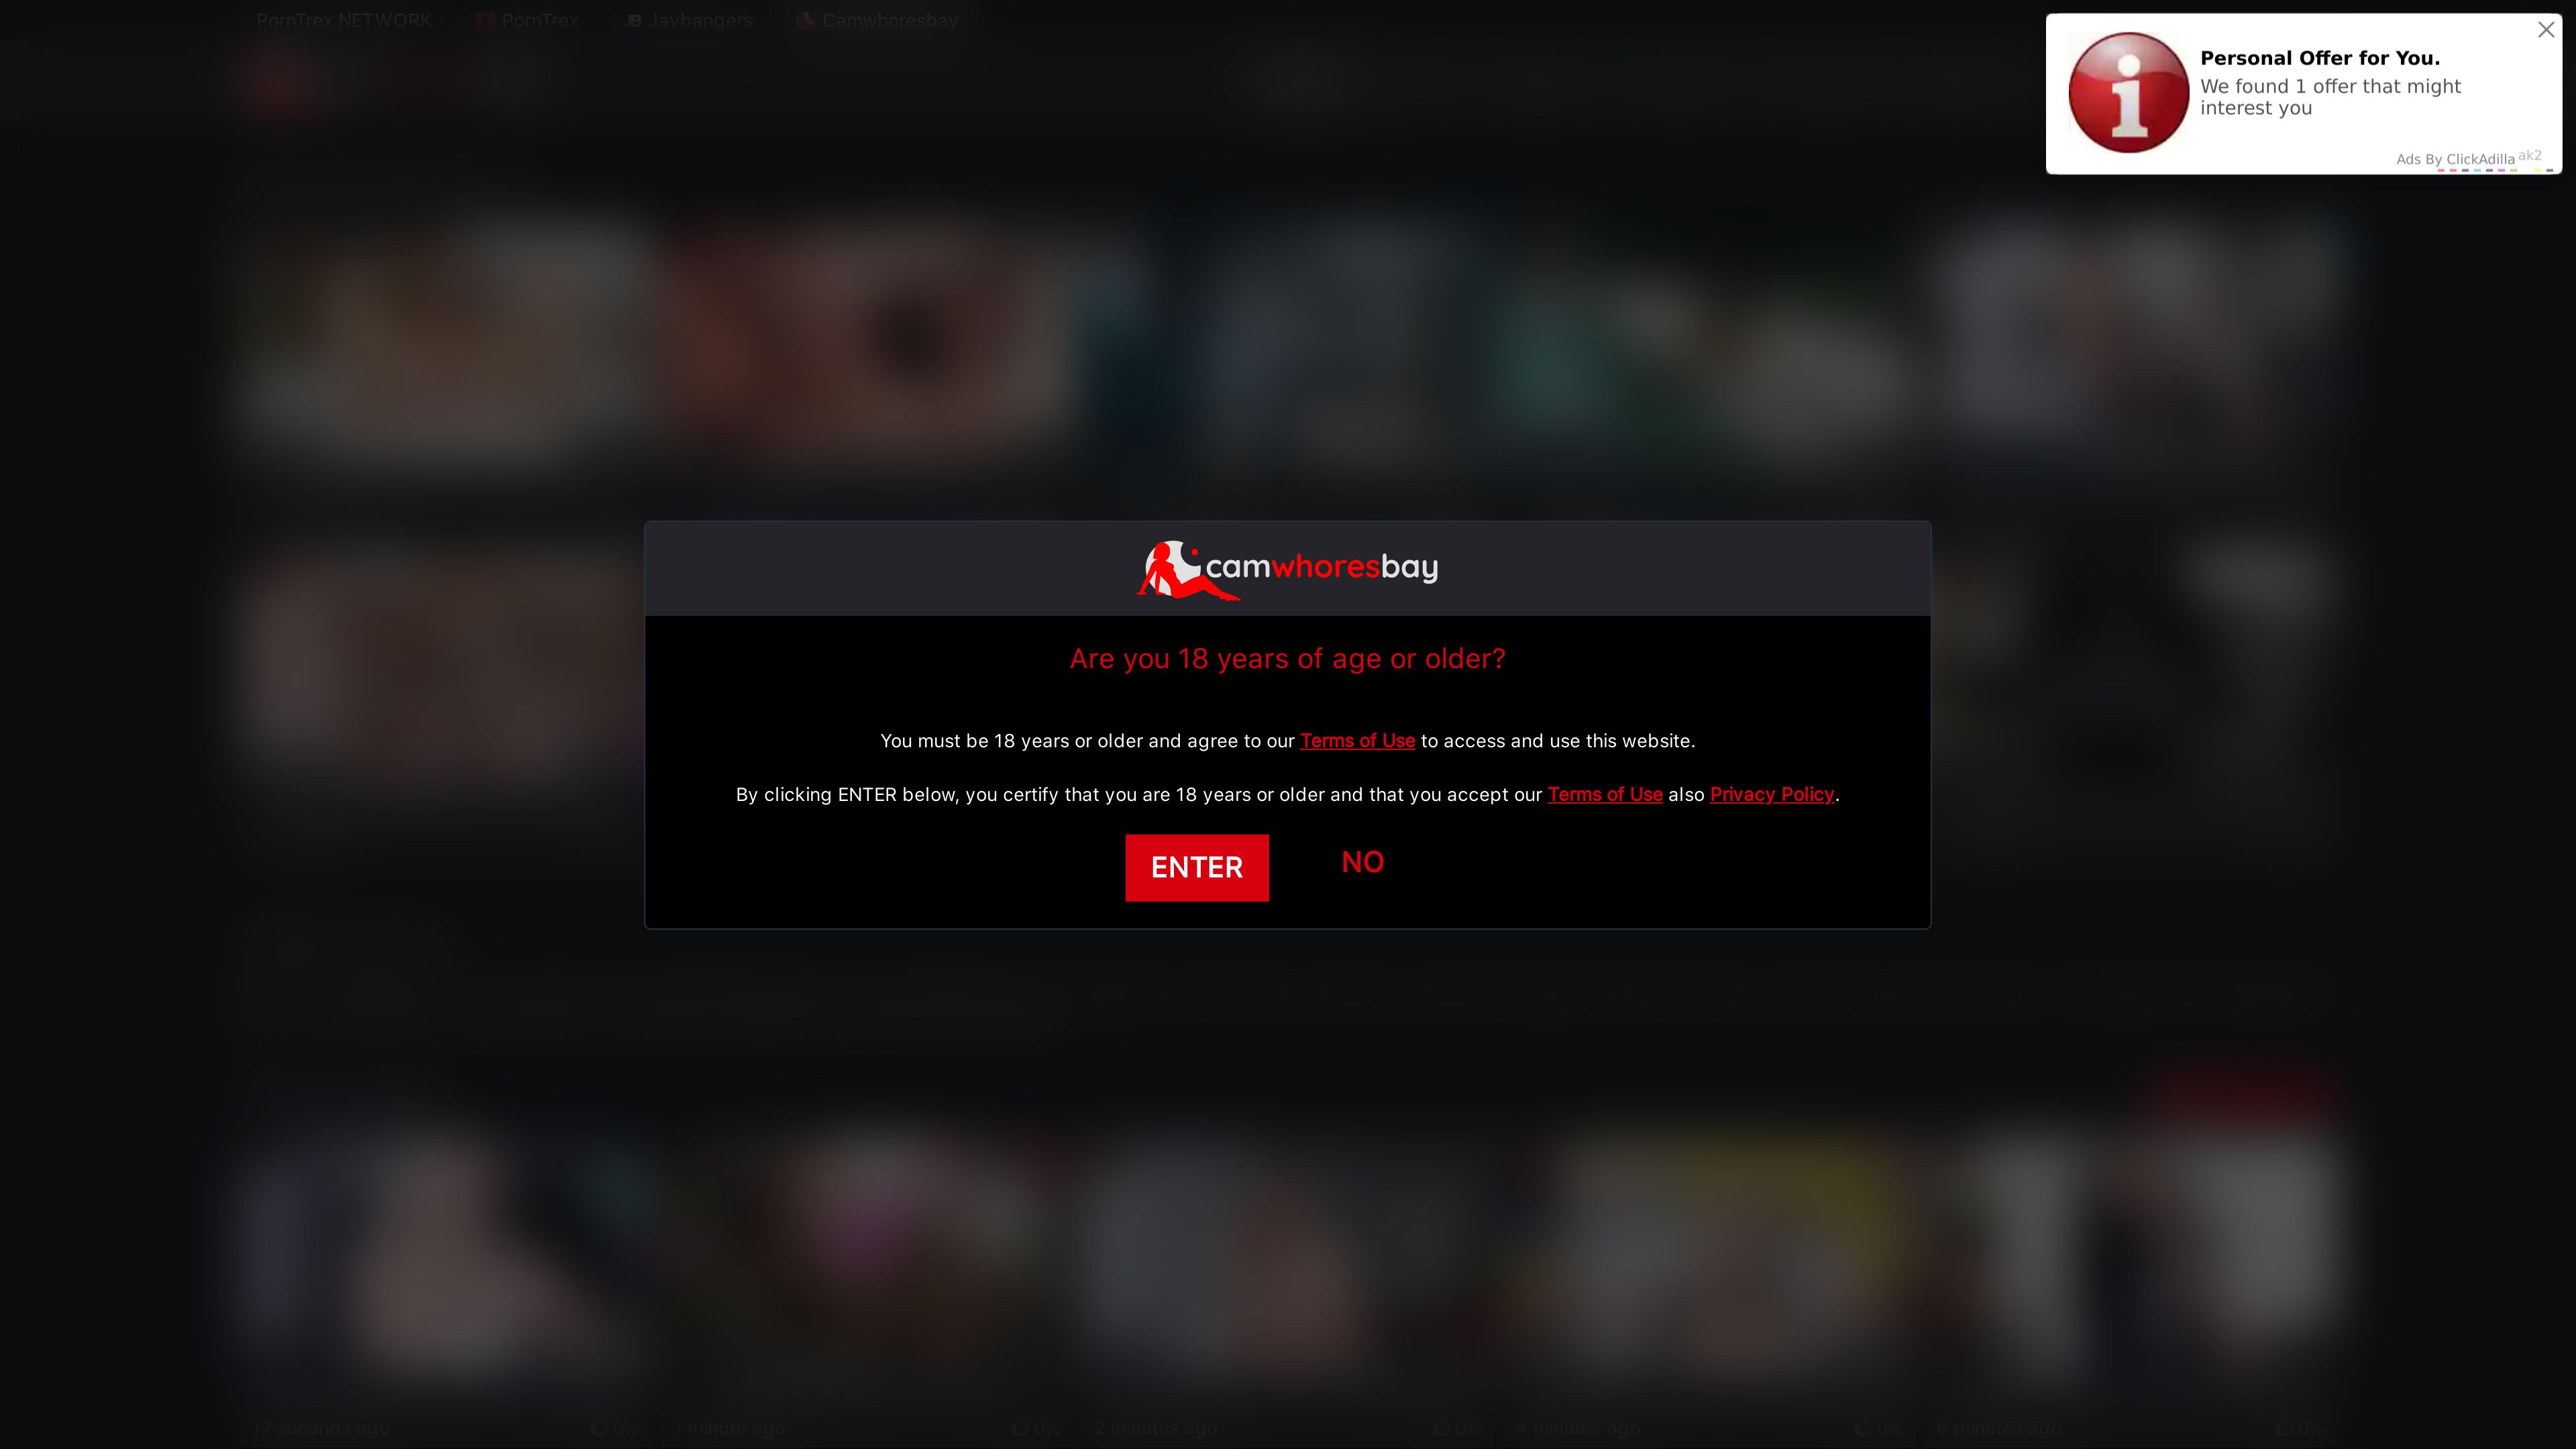 PornTrex NETWORK PornTrex Javbangers Camwhoresbay
Personal Offer for You.
We found 1 offer that might
interest you
Ads By ClickAdilla ak2
camwhoresbay
Are you 18 years of age or older?
You must be 18 years or older and agree to our Terms of Use to access and use this website.
By clicking ENTER below, you certify that you are 18 years or older and that you accept our Terms of Use also Privacy Policy.
ENTER NO
17 seconds ago 0% 1 minute ago 0% 2 minutes ago 0% 4 minutes ago 0% 6 minutes ago 0%